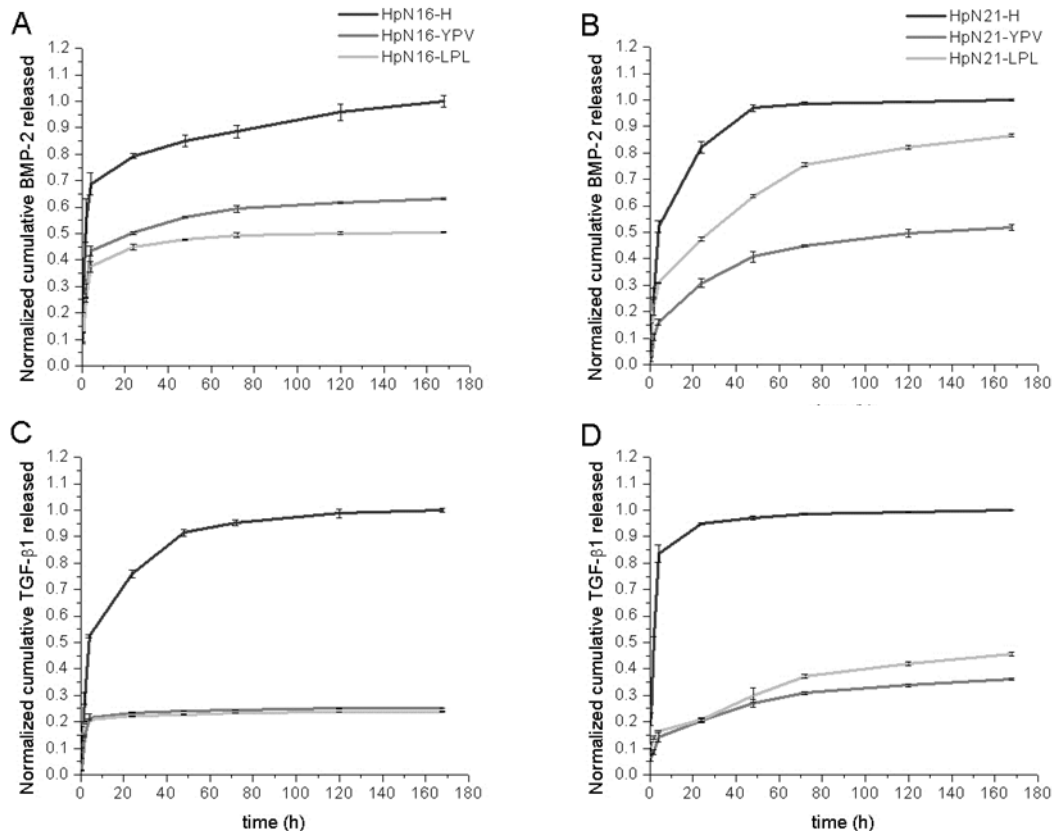 A
HpN16-H
HpN16-YPV
HpN16-LPL
Normalized cumulative BMP-2 released
1.2
1.1
1.0
0.9
0.8
0.7
0.6
0.5
0.4
0.3
0.2
0.1
0.0
0 20 40 60 80 100 120 140 160 180
B
HpN21-H
HpN21-YPV
HpN21-LPL
Normalized cumulative BMP-2 released
1.2
1.1
1.0
0.9
0.8
0.7
0.6
0.5
0.4
0.3
0.2
0.1
0.0
0 20 40 60 80 100 120 140 160 180
C
Normalized cumulative TGF-β1 released
1.2
1.1
1.0
0.9
0.8
0.7
0.6
0.5
0.4
0.3
0.2
0.1
0.0
0 20 40 60 80 100 120 140 160 180
time (h)
D
Normalized cumulative TGF-β1 released
1.2
1.1
1.0
0.9
0.8
0.7
0.6
0.5
0.4
0.3
0.2
0.1
0.0
0 20 40 60 80 100 120 140 160 180
time (h)